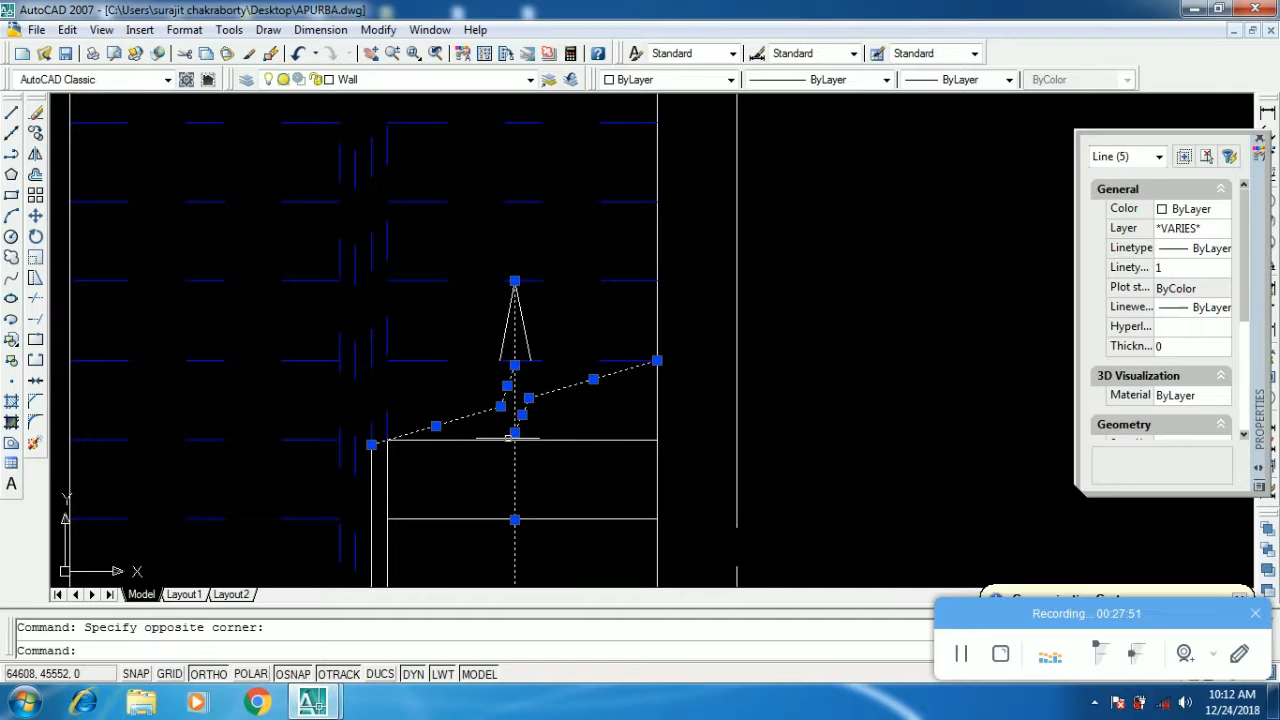 AutoCAD 2007 - [C:\Users\surajit chakraborty\Desktop\APURBA.dwg]
File Edit View Insert Format Tools Draw Dimension Modify Window Help
Standard Standard Standard
AutoCAD Classic Wall ByLayer ByLayer ByLayer ByColor
Line (5)
General
Color ByLayer
Layer *VARIES*
Linetype ByLayer
Linety... 1
Plot st... ByColor
Linewe... ByLayer
Hyperl...
Thickn... 0
3D Visualization
Material ByLayer
Geometry
PROPERTIES
A
Y
X
Model Layout1 Layout2
Recording... 00:27:51
Command: Specify opposite corner:
Command:
64608, 45552, 0 SNAP GRID ORTHO POLAR OSNAP OTRACK DUCS DYN LWT MODEL
10:12 AM
12/24/2018